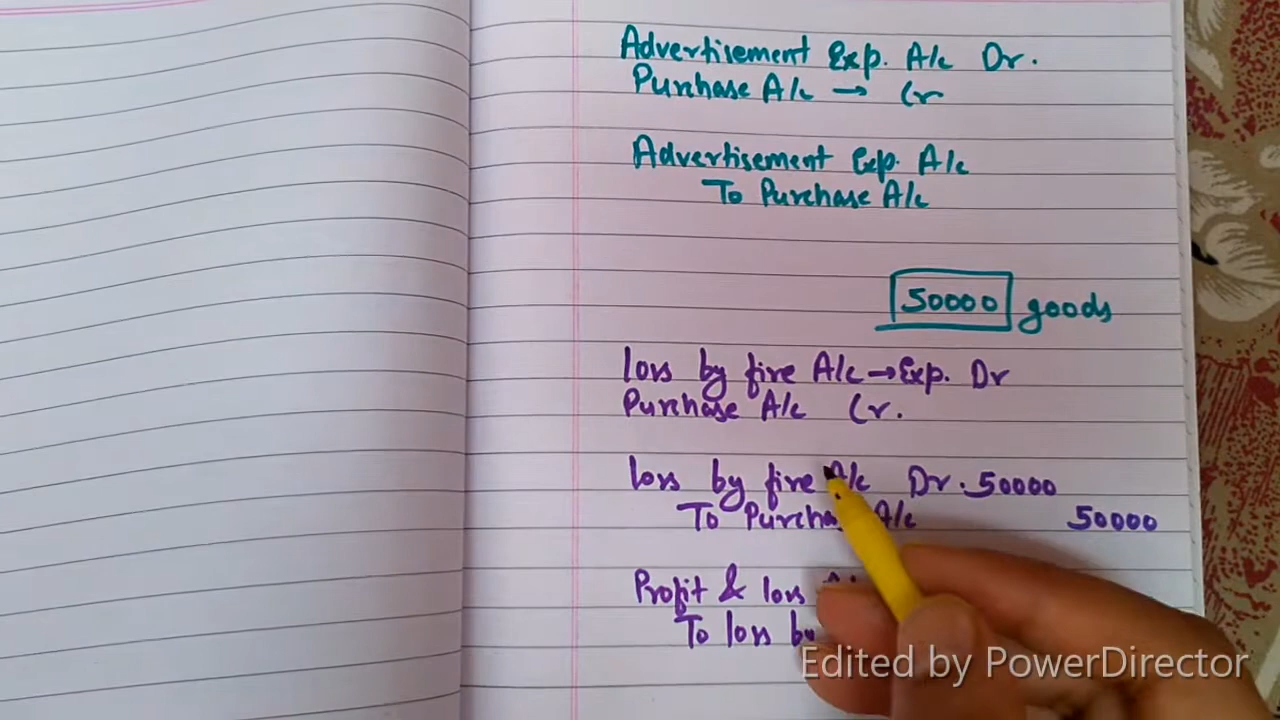 Advertisement Exp. A/c Dr.
Purchase A/c → Cr
Advertisement Exp. A/c
To Purchase A/c
50000 goods
loss by fire A/c → Exp. Dr
Purchase A/c Cr.
loss by fire A/c Dr. 50000
To Purchase A/c 50000
Profit & loss
To loss by
Edited by PowerDirector